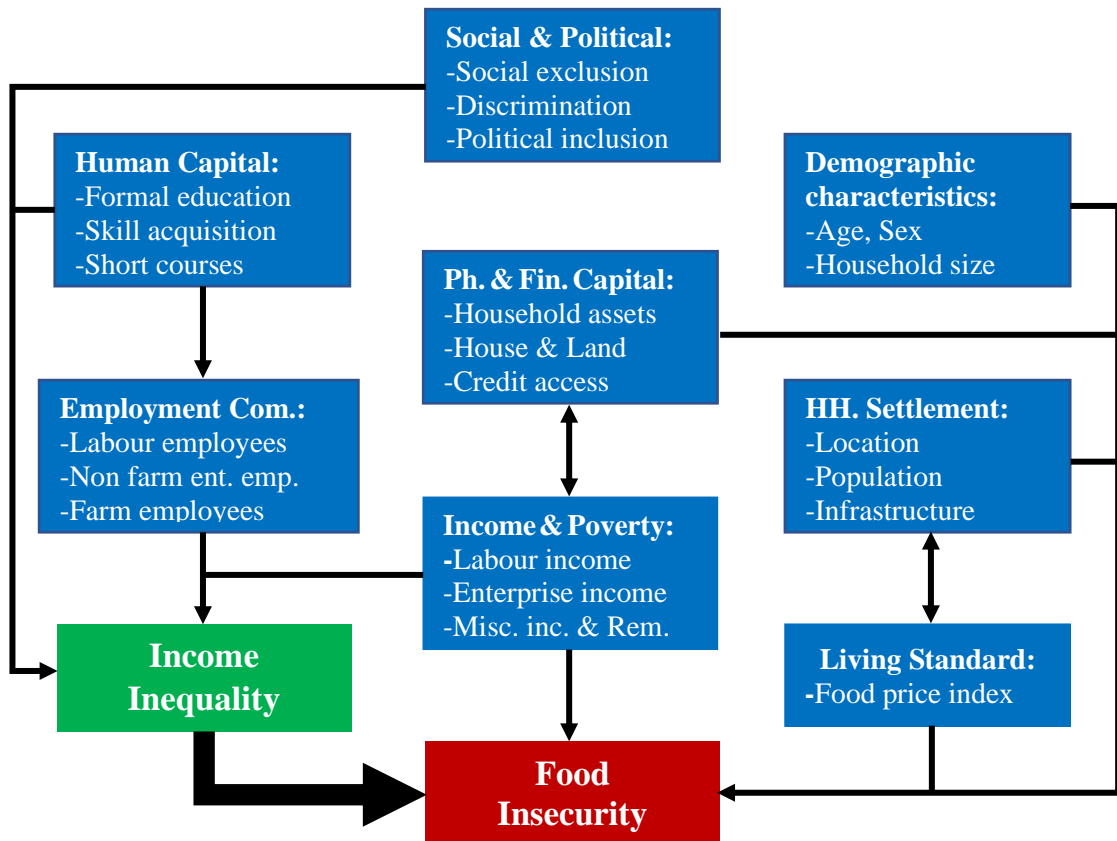 Social & Political:
-Social exclusion
-Discrimination
-Political inclusion
Human Capital:
-Formal education
-Skill acquisition
-Short courses
Demographic
characteristics:
-Age, Sex
-Household size
Ph. & Fin. Capital:
-Household assets
-House & Land
-Credit access
Employment Com.:
-Labour employees
-Non farm ent. emp.
-Farm employees
HH. Settlement:
-Location
-Population
-Infrastructure
Income & Poverty:
-Labour income
-Enterprise income
-Misc. inc. & Rem.
Income
Inequality
Living Standard:
-Food price index
Food
Insecurity